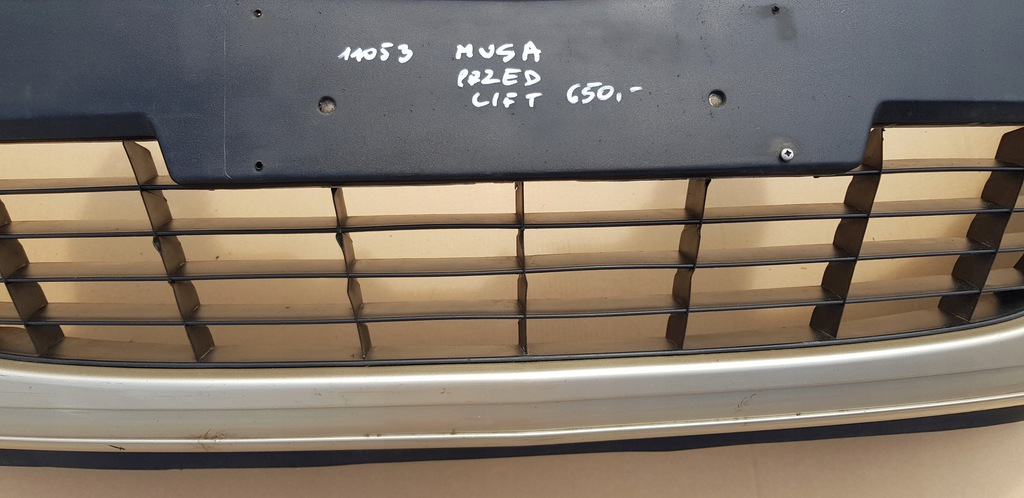 11053 MUSA
PRZED
LIFT 650,-